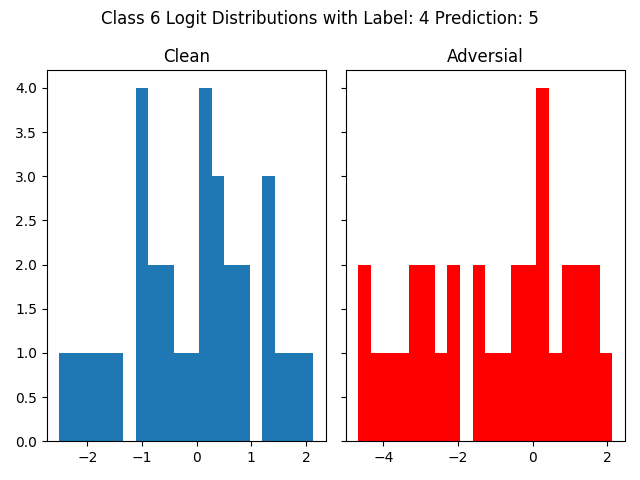 Class 6 Logit Distributions with Label: 4 Prediction: 5
Clean
Adversial
4.0
3.5
3.0
2.5
2.0
1.5
1.0
0.5
0.0
−2 −1 0 1 2
−4 −2 0 2